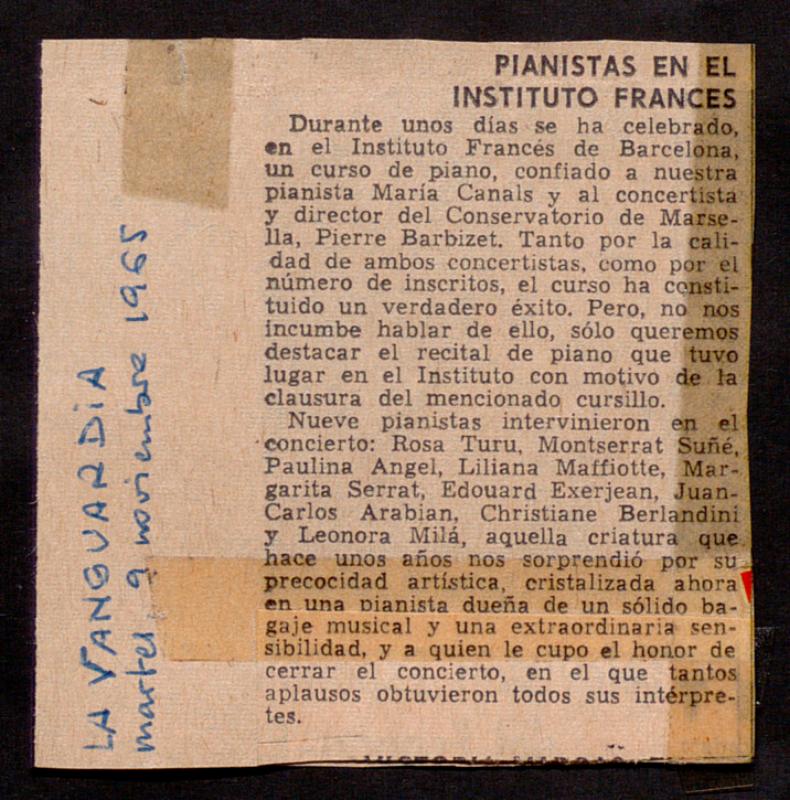 PIANISTAS EN EL
INSTITUTO FRANCES
Durante unos días se ha celebrado,
en el Instituto Francés de Barcelona,
un curso de piano, confiado a nuestra
pianista María Canals y al concertista
y director del Conservatorio de Marse-
lla, Pierre Barbizet. Tanto por la cali-
dad de ambos concertistas, como por el
número de inscritos, el curso ha consti-
tuido un verdadero éxito. Pero, no nos
incumbe hablar de ello, sólo queremos
destacar el recital de piano que tuvo
lugar en el Instituto con motivo de la
clausura del mencionado cursillo.
Nueve pianistas intervinieron en el
concierto: Rosa Turu, Montserrat Suñé,
Paulina Angel, Liliana Maffiotte, Mar-
garita Serrat, Edouard Exerjean, Juan-
Carlos Arabian, Christiane Berlandini
y Leonora Milá, aquella criatura que
hace unos años nos sorprendió por su
precocidad artística, cristalizada ahora
en una pianista dueña de un sólido ba-
gaje musical y una extraordinaria sen-
sibilidad, y a quien le cupo el honor de
cerrar el concierto, en el que tantos
aplausos obtuvieron todos sus intérpre-
tes.
LA VANGUARDIA
martes, 9 noviembre 1965